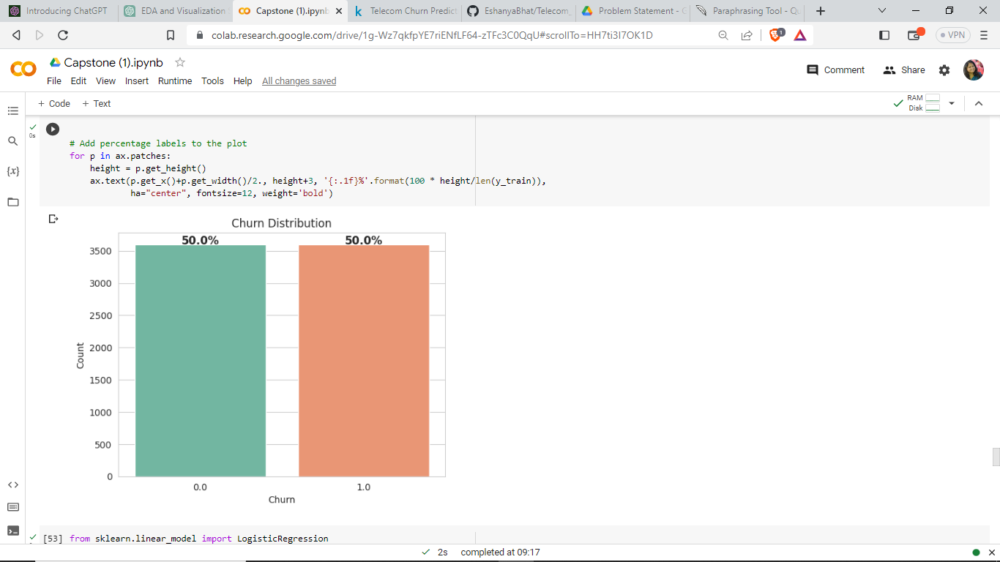 Introducing ChatGPT
EDA and Visualization
Capstone (1).ipynb
Telecom Churn Predict
EshanyaBhat/Telecom_
Problem Statement - G
Paraphrasing Tool - Qu
colab.research.google.com/drive/1g-Wz7qkfpYE7riENfLF64-zTFc3C0QqU#scrollTo=HH7ti3I7OK1D
1
VPN
Capstone (1).ipynb
File Edit View Insert Runtime Tools Help All changes saved
Comment
Share
+ Code + Text
RAM
Disk
0s
{x}
# Add percentage labels to the plot
for p in ax.patches:
height = p.get_height()
ax.text(p.get_x()+p.get_width()/2., height+3, '{:.1f}%'.format(100 * height/len(y_train)),
ha="center", fontsize=12, weight='bold')
Churn Distribution
50.0% 50.0%
3500
3000
2500
2000
1500
1000
500
0
Count
0.0 1.0
Churn
[53] from sklearn.linear_model import LogisticRegression
2s completed at 09:17